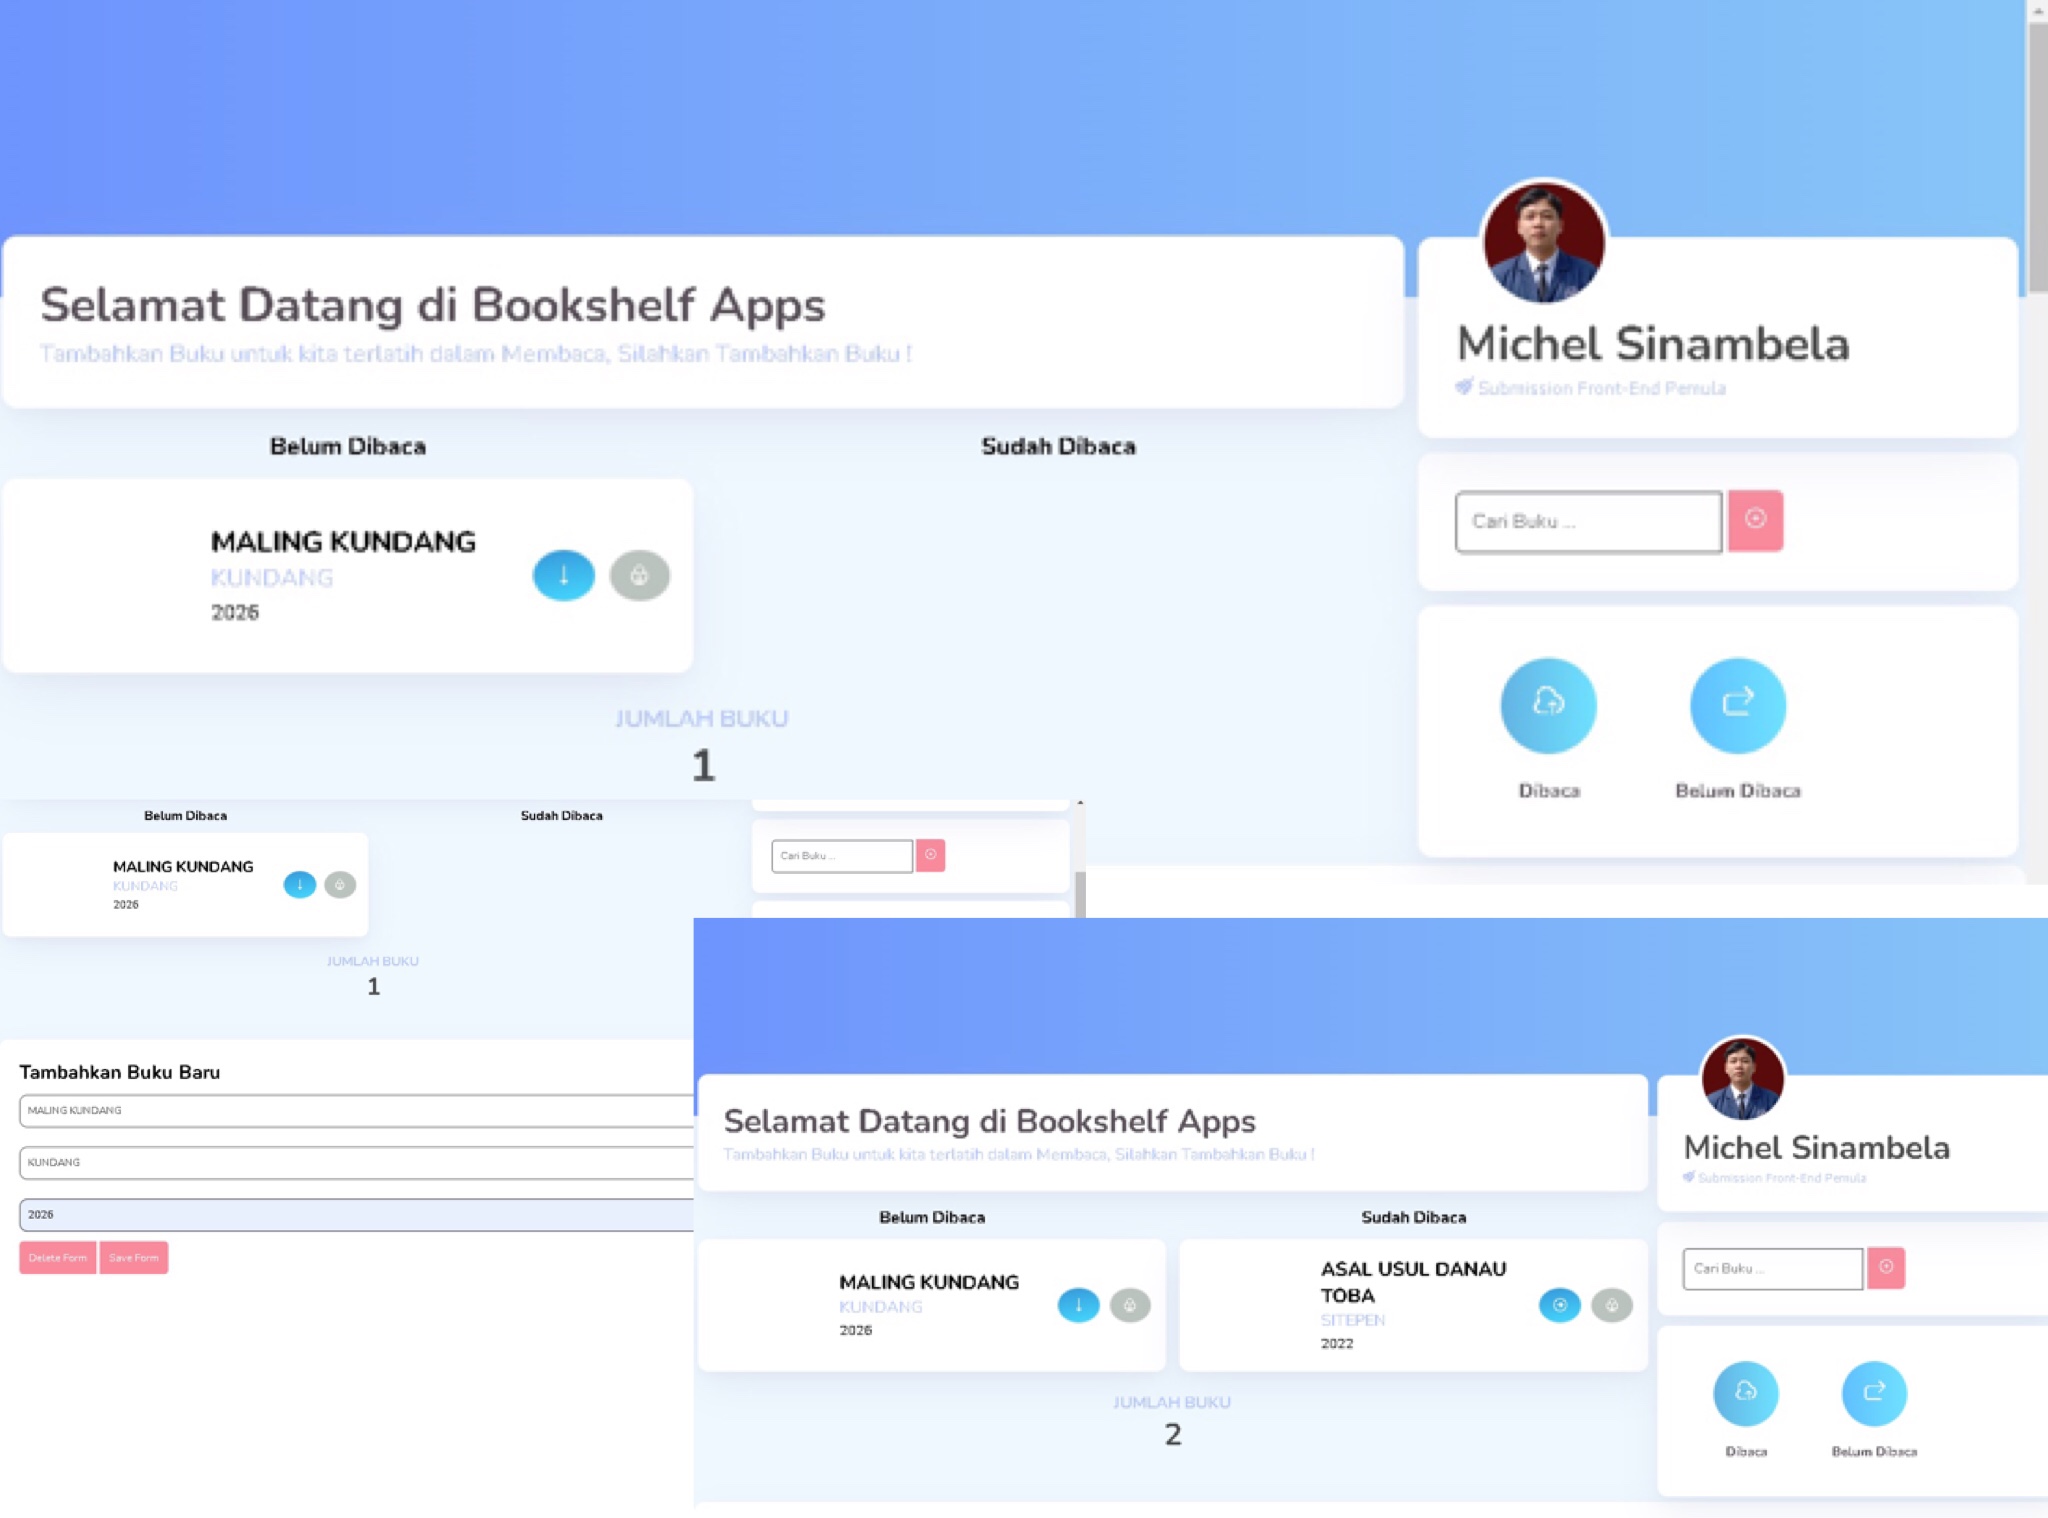 Selamat Datang di Bookshelf Apps
Tambahkan Buku untuk kita terlatih dalam Membaca, Silahkan Tambahkan Buku !
Michel Sinambela
Submission Front-End Pemula
Belum Dibaca
Sudah Dibaca
MALING KUNDANG
KUNDANG
2026
Cari Buku ...
JUMLAH BUKU
1
Dibaca
Belum Dibaca
Belum Dibaca
Sudah Dibaca
MALING KUNDANG
KUNDANG
2026
Cari Buku ...
JUMLAH BUKU
1
Tambahkan Buku Baru
MALING KUNDANG
KUNDANG
2026
Delete Form
Save Form
Selamat Datang di Bookshelf Apps
Tambahkan Buku untuk kita terlatih dalam Membaca, Silahkan Tambahkan Buku !
Michel Sinambela
Submission Front-End Pemula
Belum Dibaca
Sudah Dibaca
MALING KUNDANG
KUNDANG
2026
ASAL USUL DANAU
TOBA
SITEPEN
2022
Cari Buku ...
JUMLAH BUKU
2
Dibaca
Belum Dibaca